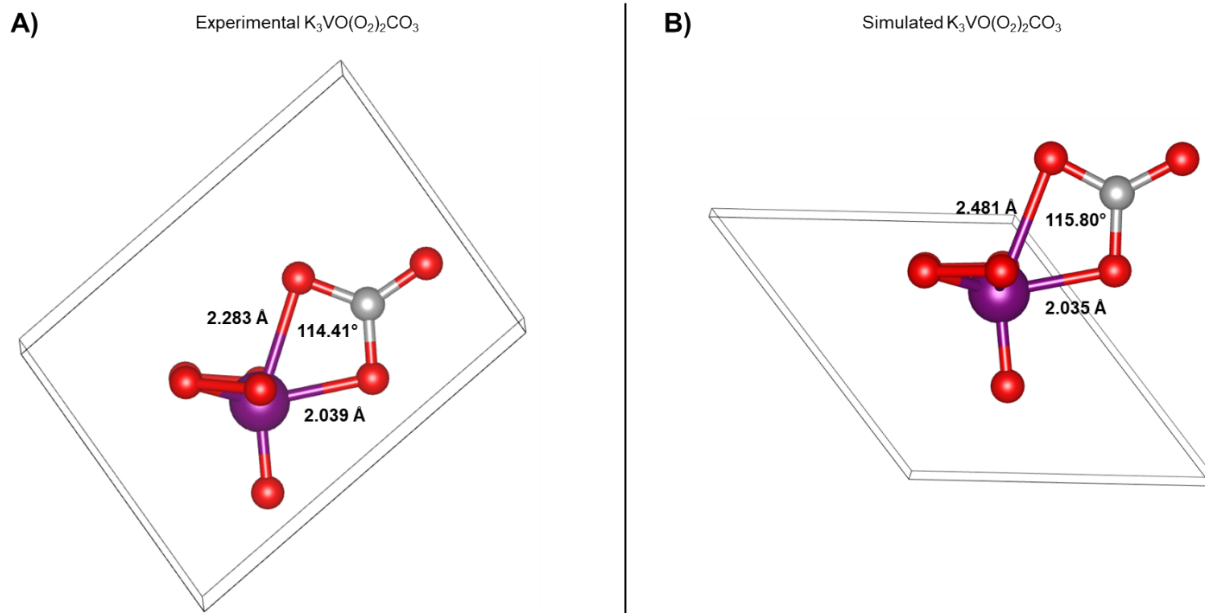 A)
Experimental K₃VO(O₂)₂CO₃
2.283 Å
114.41°
2.039 Å
B)
Simulated K₃VO(O₂)₂CO₃
2.481 Å
115.80°
2.035 Å